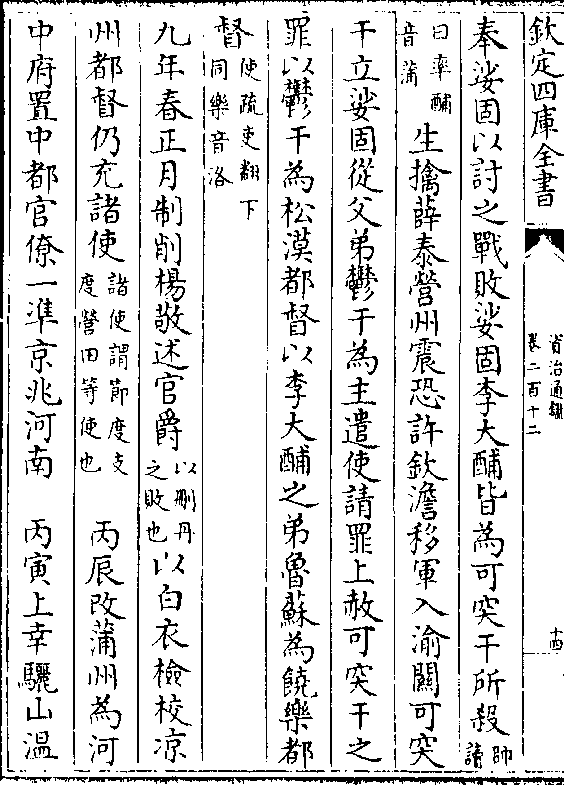 欽定四庫全書
資治通鑑
卷二百十二
十四
奉娑固以討之戰敗娑固李大酺皆為可突干所殺帥讀
曰率酺音蒲生擒薛泰營州震恐許欽澹移軍入渝關可突
干立娑固從父弟鬱干為主遣使請罪上赦可突干之
罪以鬱干為松漠都督以李大酺之弟魯蘇為饒樂都
督使疏吏翻下同樂音洛
九年春正月制削楊敬述官爵以刪丹之敗也以白衣檢校凉
州都督仍充諸使諸使謂節度支度營田等使也丙辰改蒲州為河
中府置中都官僚一準京兆河南丙寅上幸驪山溫